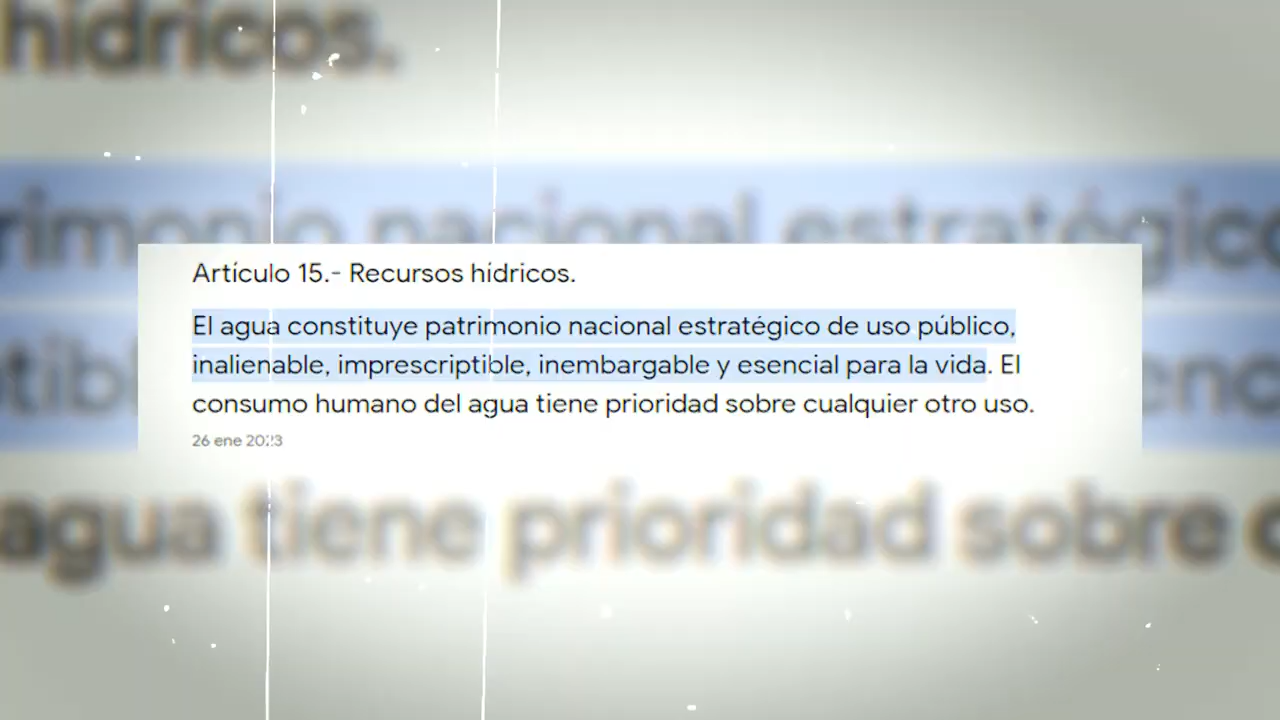 hídricos.
patrimonio nacional estratégico
Artículo 15.- Recursos hídricos.
El agua constituye patrimonio nacional estratégico de uso público,
inalienable, imprescriptible, inembargable y esencial para la vida. El
consumo humano del agua tiene prioridad sobre cualquier otro uso.
26 ene 2023
agua tiene prioridad sobre